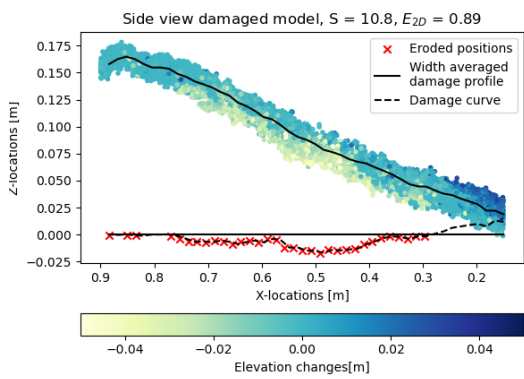 Side view damaged model, S = 10.8, E2D = 0.89
Eroded positions
Width averaged
damage profile
Damage curve
Z-locations [m]
0.175
0.150
0.125
0.100
0.075
0.050
0.025
0.000
−0.025
0.9 0.8 0.7 0.6 0.5 0.4 0.3 0.2
X-locations [m]
−0.04 −0.02 0.00 0.02 0.04
Elevation changes[m]